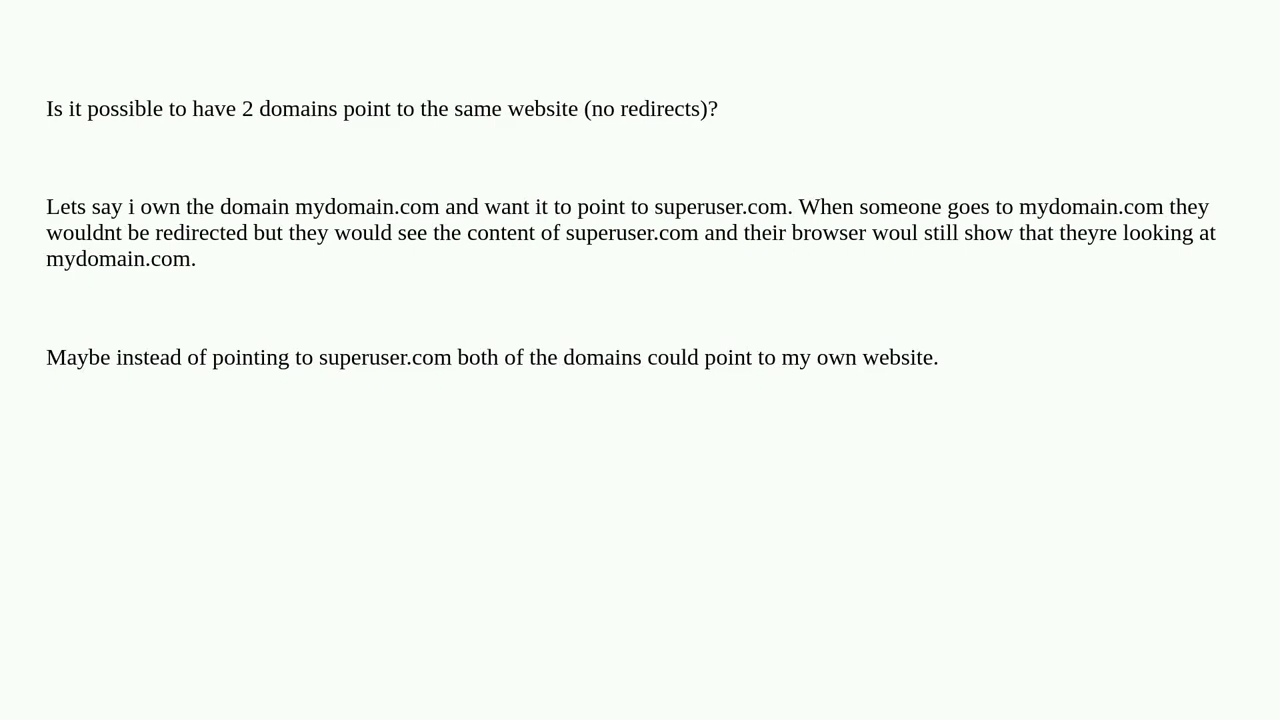 Is it possible to have 2 domains point to the same website (no redirects)?
Lets say i own the domain mydomain.com and want it to point to superuser.com. When someone goes to mydomain.com they
wouldnt be redirected but they would see the content of superuser.com and their browser woul still show that theyre looking at
mydomain.com.
Maybe instead of pointing to superuser.com both of the domains could point to my own website.